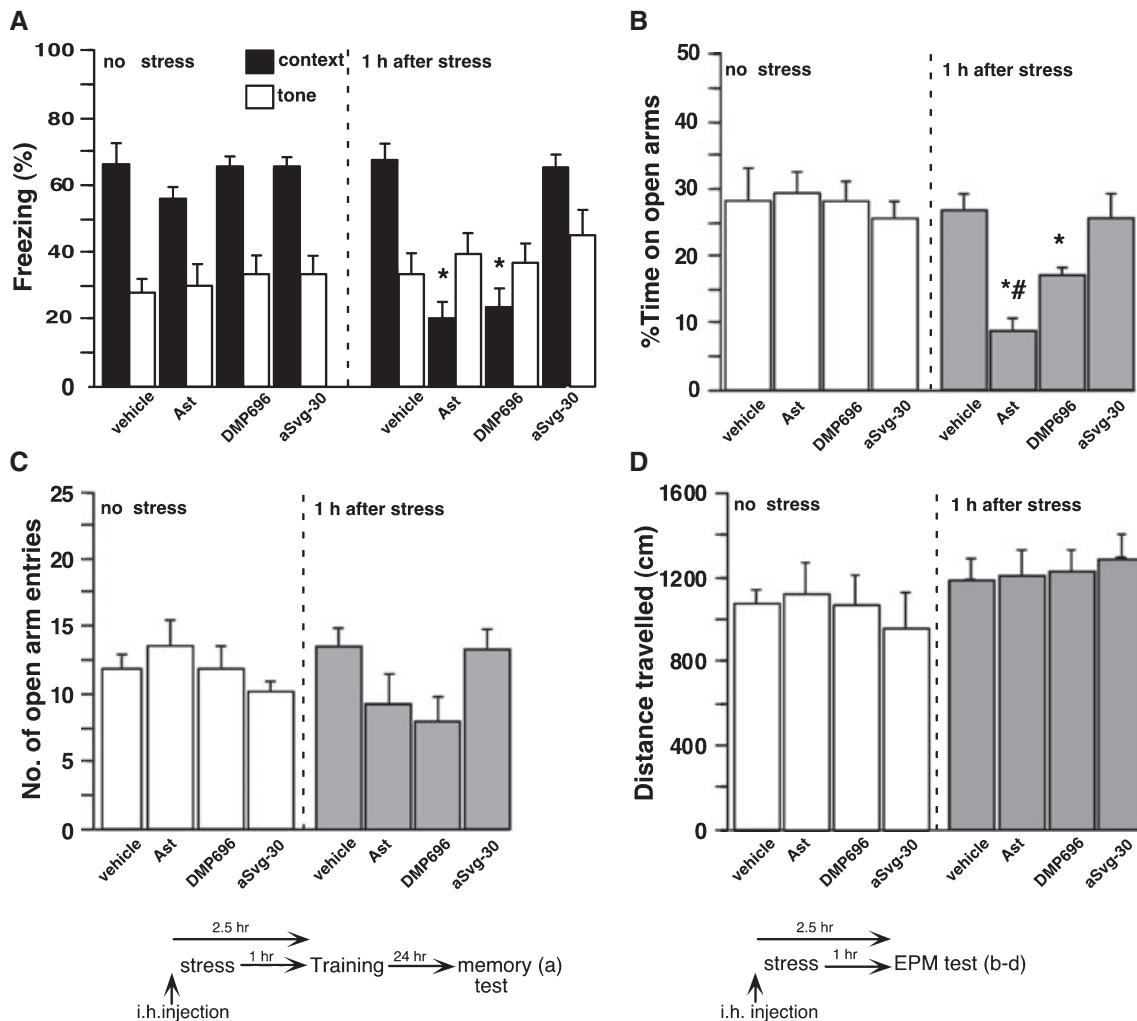 A
Freezing (%)
100
80
60
40
20
0
no stress
context
tone
1 h after stress
vehicle
Ast
DMP696
aSvg-30
*
*
vehicle
Ast
DMP696
aSvg-30
B
%Time on open arms
50
40
30
20
10
0
no stress
1 h after stress
*#
*
vehicle
Ast
DMP696
aSvg-30
vehicle
Ast
DMP696
aSvg-30
C
No. of open arm entries
25
20
15
10
5
0
no stress
1 h after stress
vehicle
Ast
DMP696
aSvg-30
vehicle
Ast
DMP696
aSvg-30
D
Distance travelled (cm)
1600
1200
800
400
0
no stress
1 h after stress
vehicle
Ast
DMP696
aSvg-30
vehicle
Ast
DMP696
aSvg-30
2.5 hr
stress 1 hr Training 24 hr memory (a)
test
i.h.injection
2.5 hr
stress 1 hr EPM test (b-d)
i.h. injection